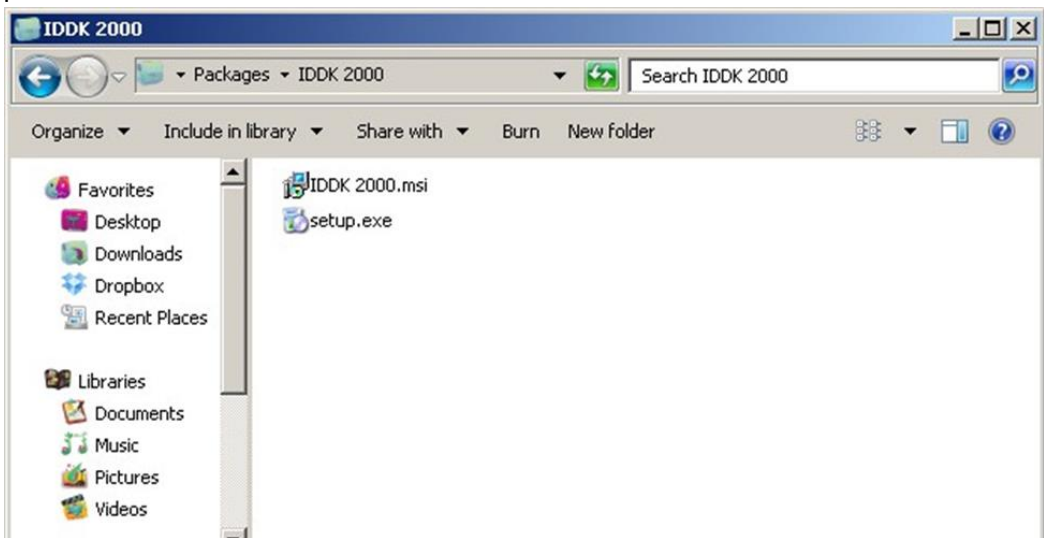 IDDK 2000
Packages IDDK 2000 Search IDDK 2000
Organize Include in library Share with Burn New folder
Favorites
Desktop
Downloads
Dropbox
Recent Places
Libraries
Documents
Music
Pictures
Videos
IDDK 2000.msi
setup.exe